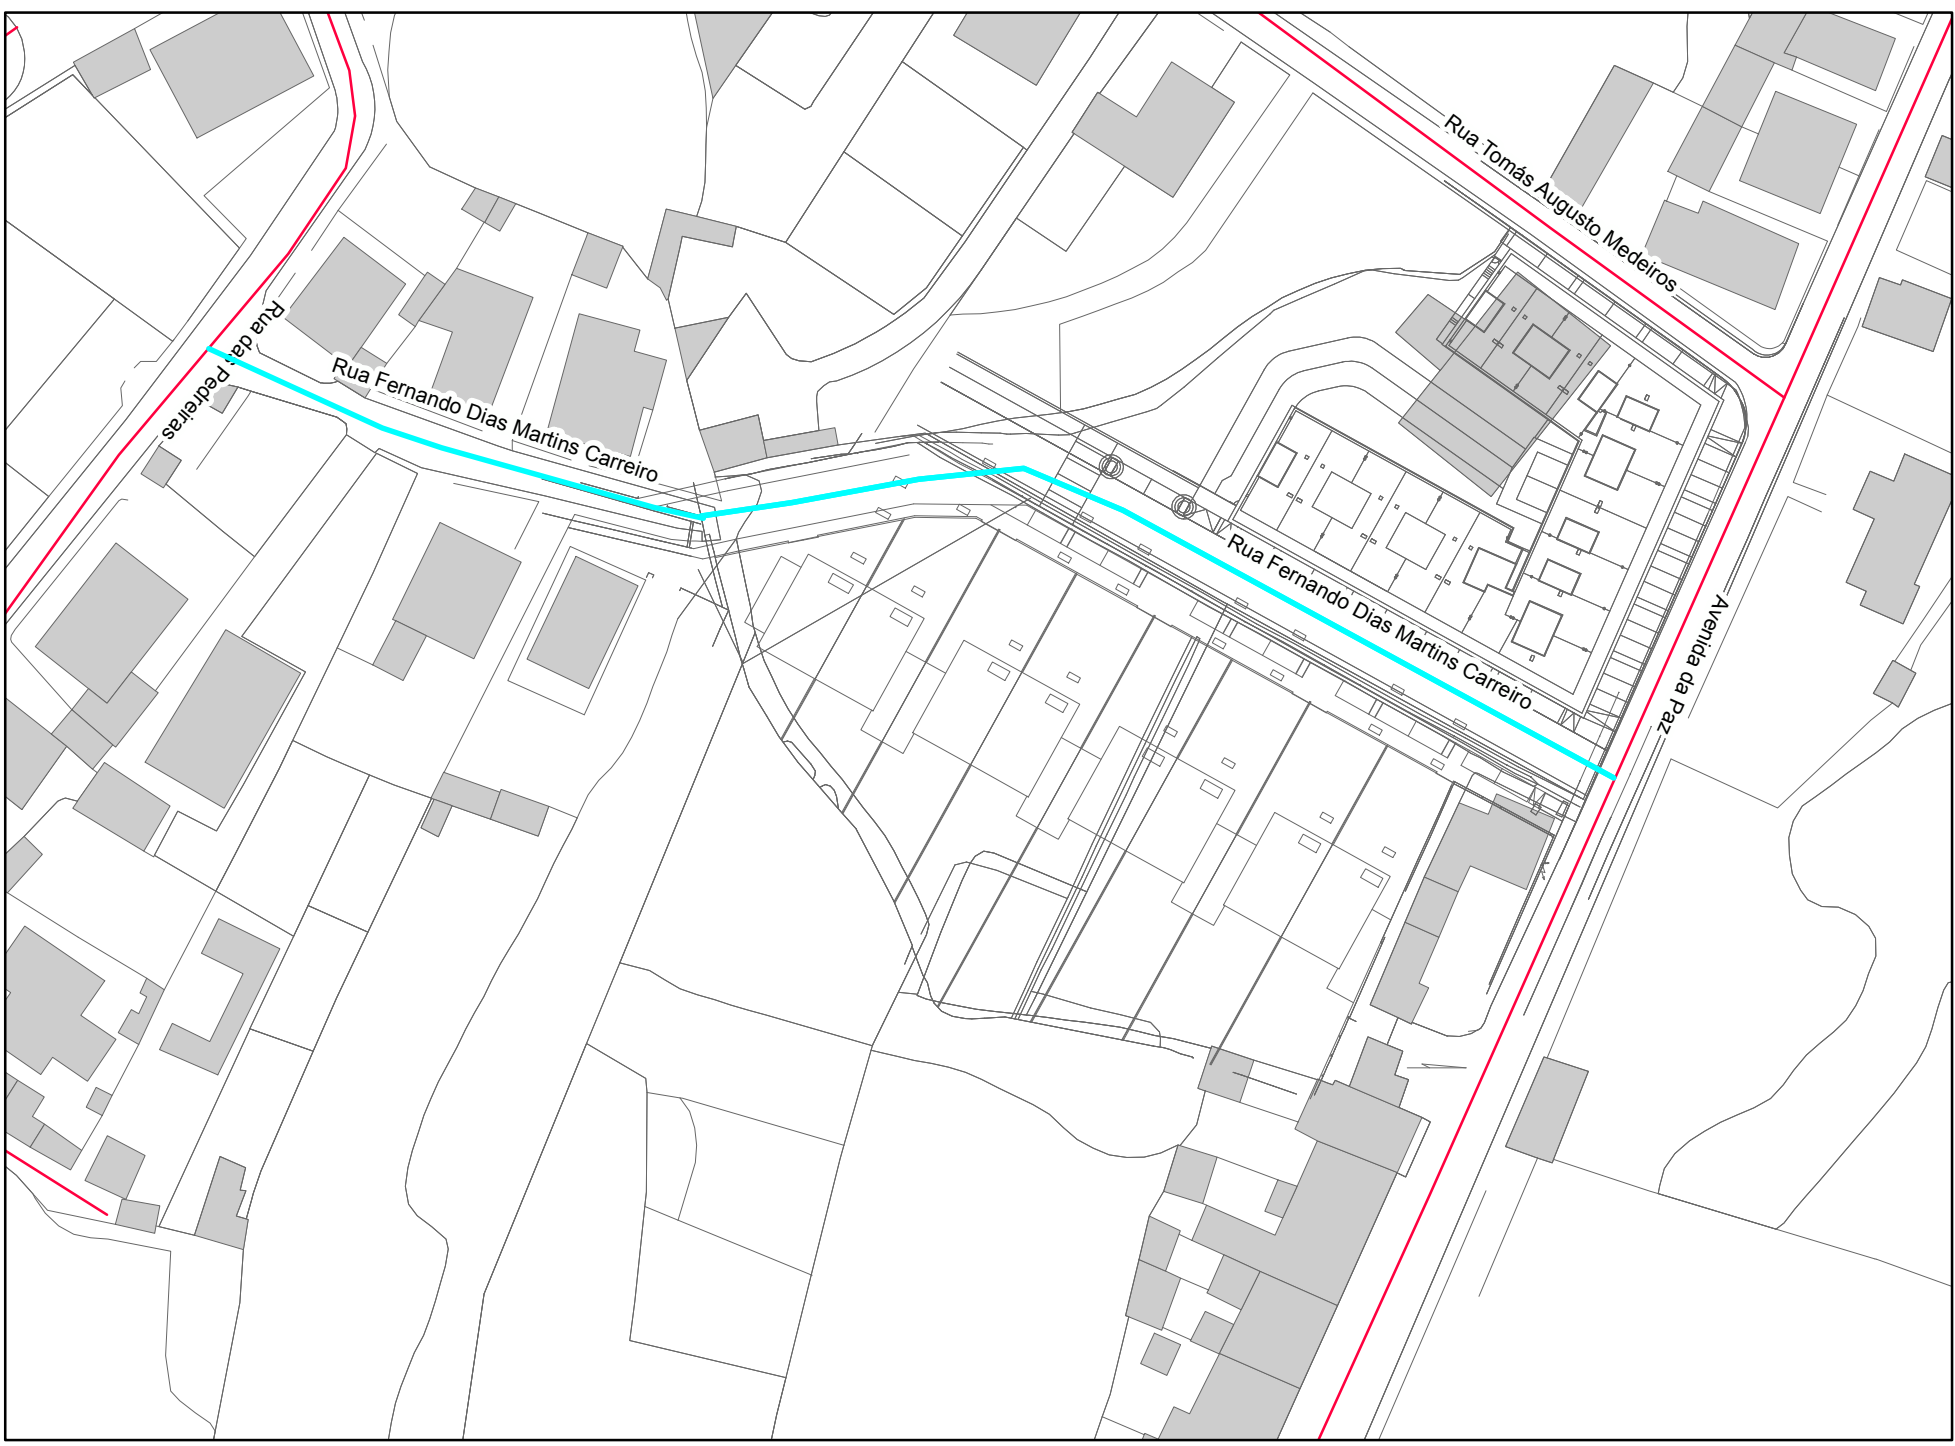 Rua Tomás Augusto Medeiros
Rua das Pedreiras
Rua Fernando Dias Martins Carreiro
Rua Fernando Dias Martins Carreiro
Avenida da Paz